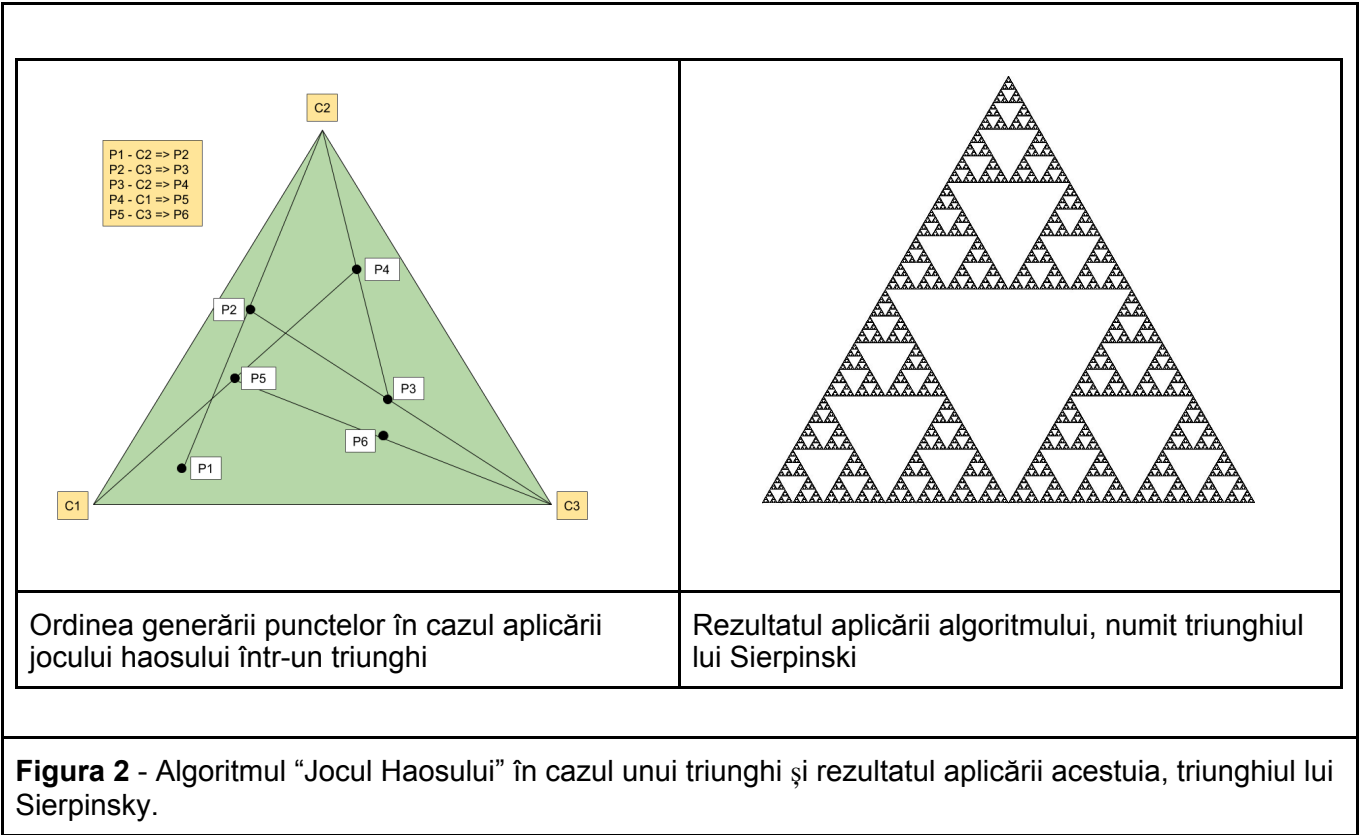 C2
P1 - C2 => P2
P2 - C3 => P3
P3 - C2 => P4
P4 - C1 => P5
P5 - C3 => P6
P4
P2
P5
P3
P6
P1
C1
C3
Ordinea generării punctelor în cazul aplicării
jocului haosului într-un triunghi
Rezultatul aplicării algoritmului, numit triunghiul
lui Sierpinski
Figura 2 - Algoritmul “Jocul Haosului” în cazul unui triunghi și rezultatul aplicării acestuia, triunghiul lui
Sierpinsky.